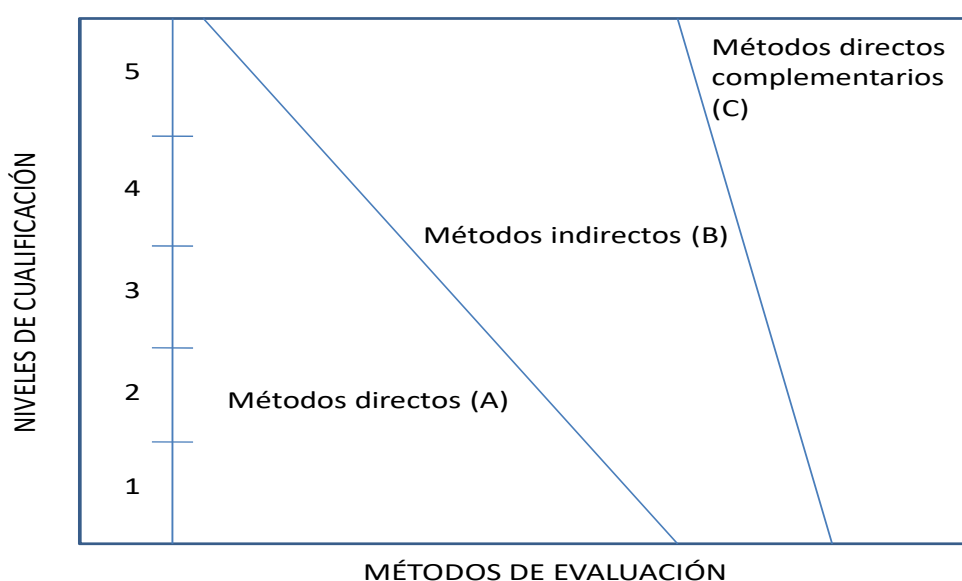 NIVELES DE CUALIFICACIÓN
5
4
3
2
1
Métodos directos
complementarios
(C)
Métodos indirectos (B)
Métodos directos (A)
MÉTODOS DE EVALUACIÓN